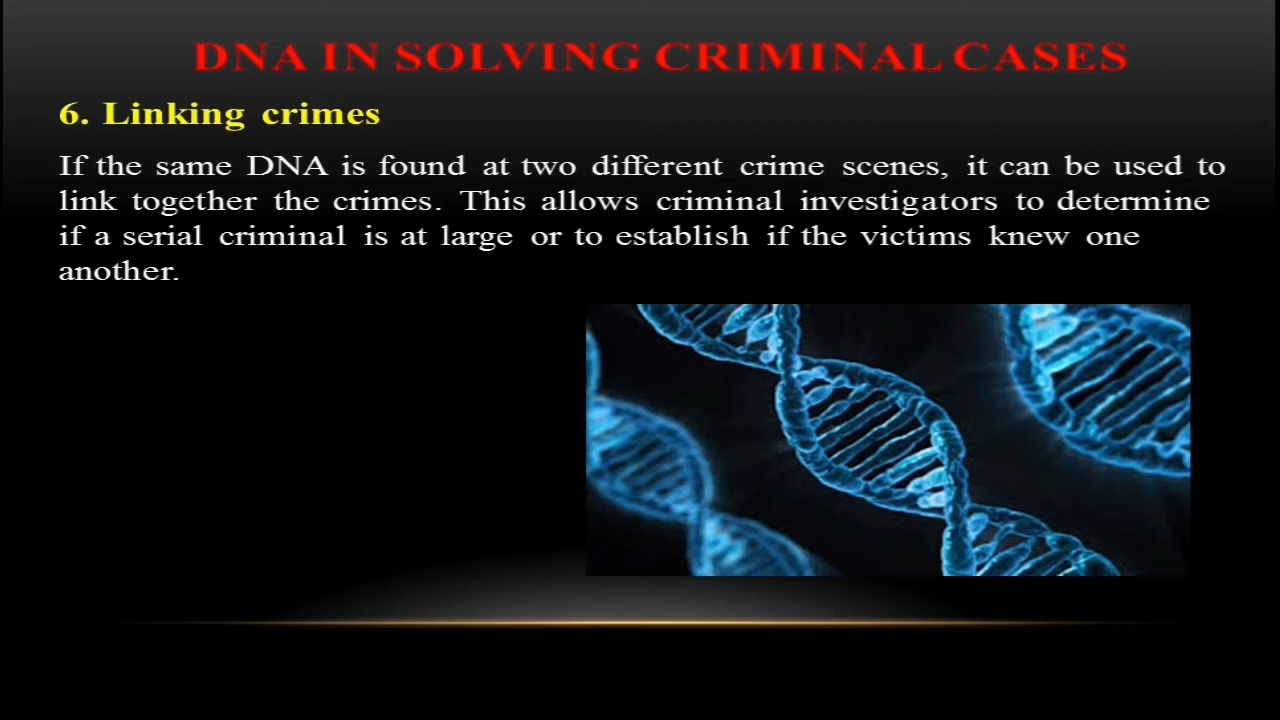 DNA IN SOLVING CRIMINAL CASES
6. Linking crimes
If the same DNA is found at two different crime scenes, it can be used to
link together the crimes. This allows criminal investigators to determine
if a serial criminal is at large or to establish if the victims knew one
another.